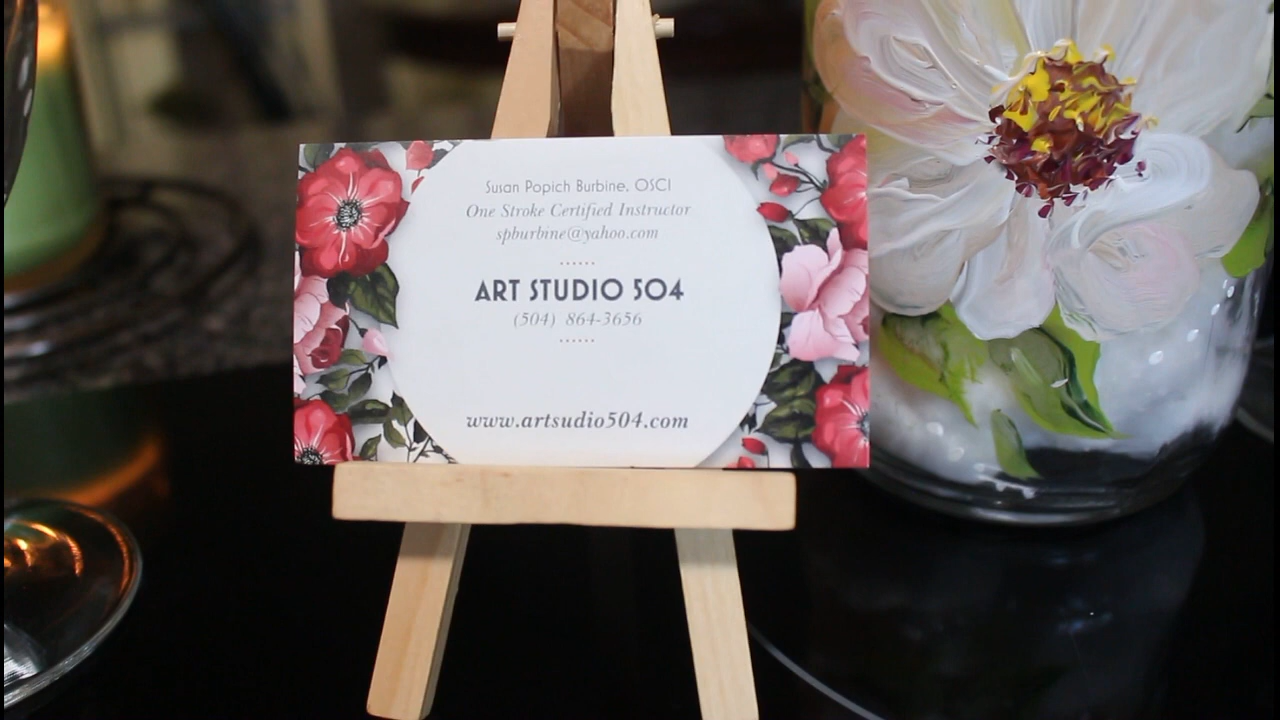 Susan Popich Burbine, OSCI
One Stroke Certified Instructor
spburbine@yahoo.com
ART STUDIO 504
(504) 864-3656
www.artsudio504.com